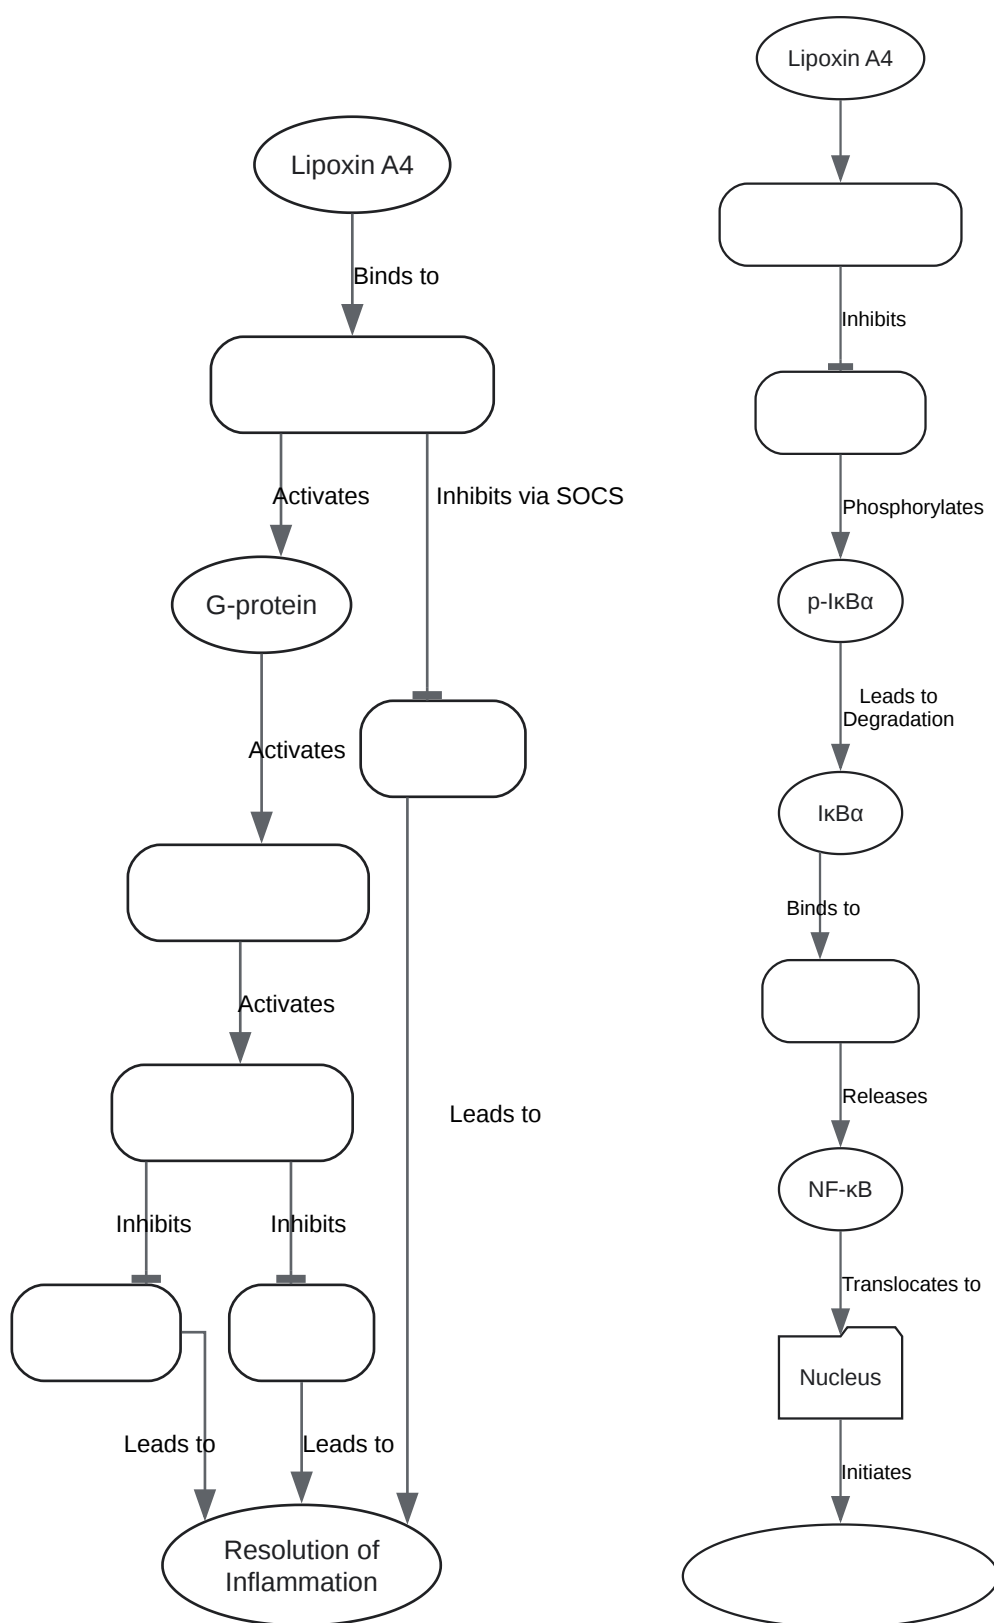 Lipoxin A4
Binds to
Activates
Inhibits via SOCS
G-protein
Activates
Activates
Inhibits
Inhibits
Leads to
Leads to
Leads to
Resolution of
Inflammation
Lipoxin A4
Inhibits
Phosphorylates
p-IκBα
Leads to
Degradation
IκBα
Binds to
Releases
NF-κB
Translocates to
Nucleus
Initiates